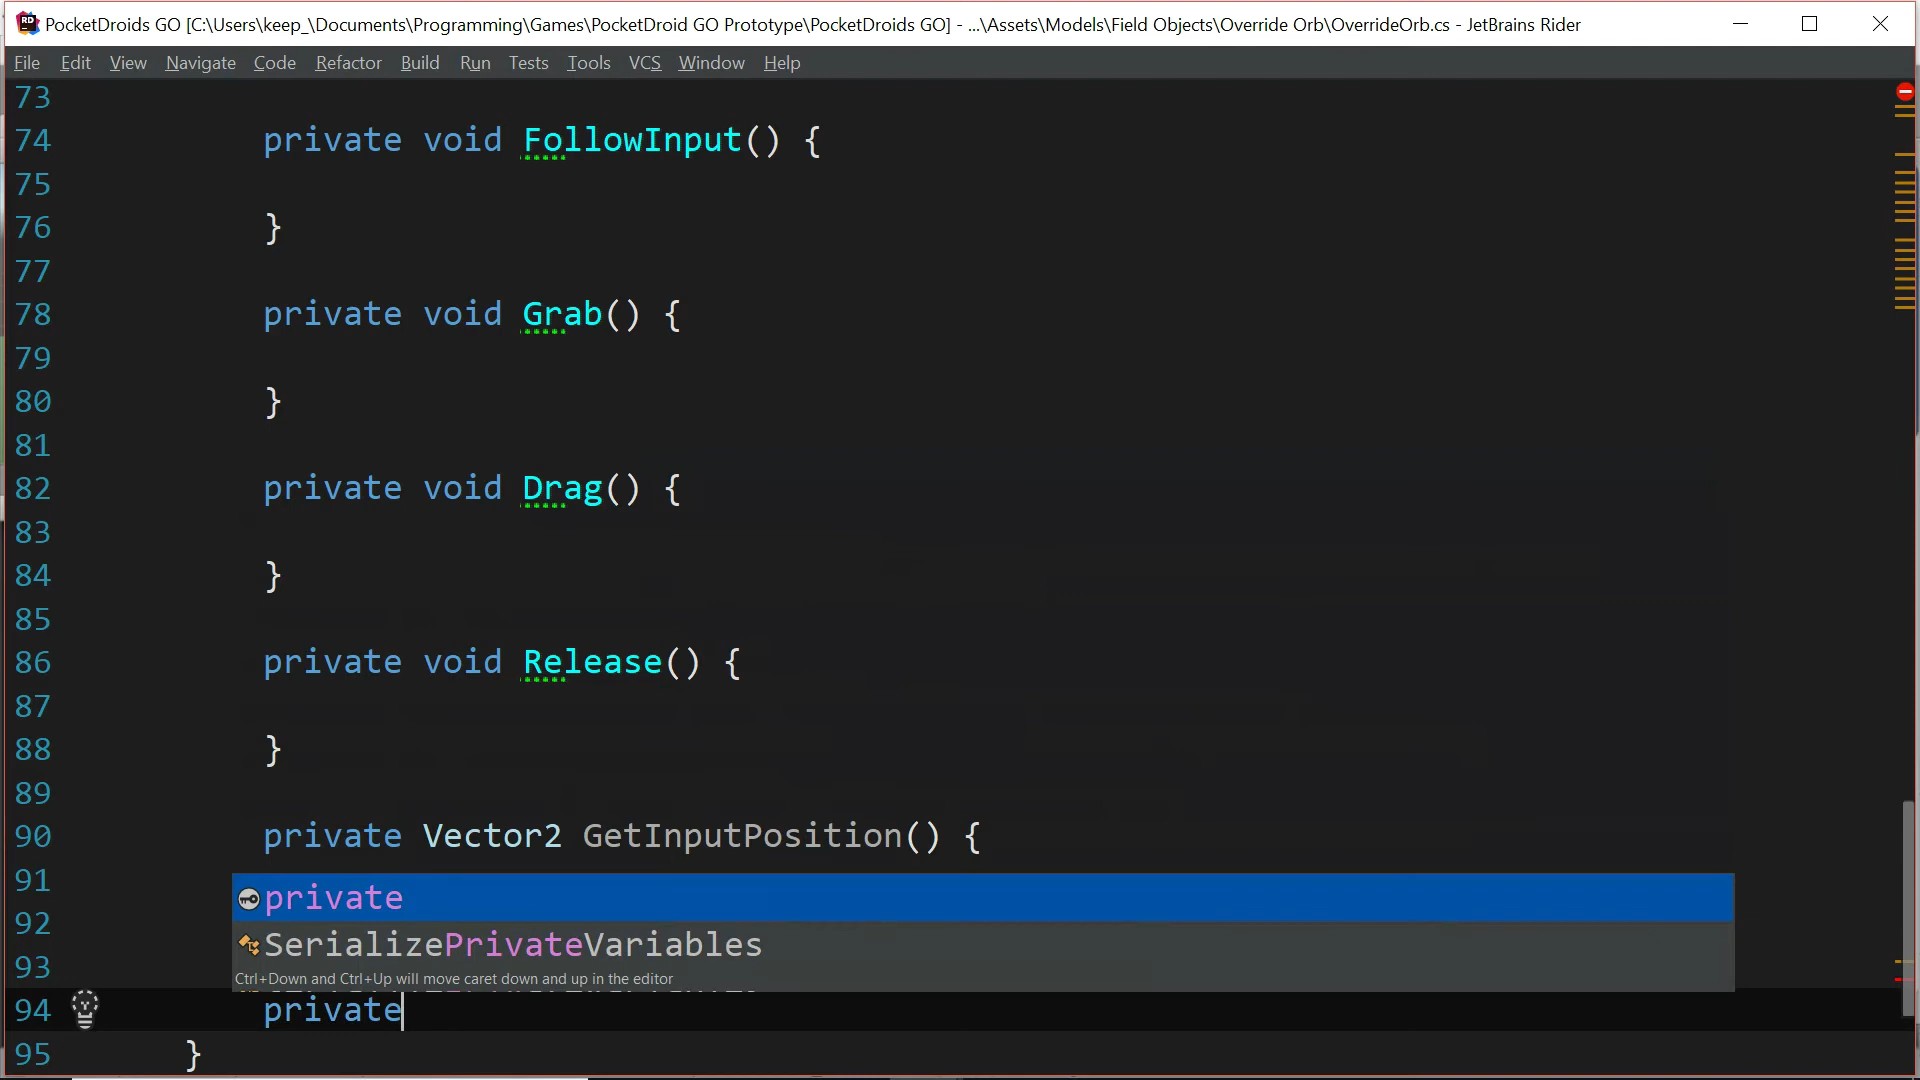 PocketDroids GO [C:\Users\keep_\Documents\Programming\Games\PocketDroid GO Prototype\PocketDroids GO] - ...\Assets\Models\Field Objects\Override Orb\OverrideOrb.cs - JetBrains Rider
File Edit View Navigate Code Refactor Build Run Tests Tools VCS Window Help
73
74 private void FollowInput() {
75
76 }
77
78 private void Grab() {
79
80 }
81
82 private void Drag() {
83
84 }
85
86 private void Release() {
87
88 }
89
90 private Vector2 GetInputPosition() {
91 private
92 SerializePrivateVariables
93 Ctrl+Down and Ctrl+Up will move caret down and up in the editor
94 private
95 }